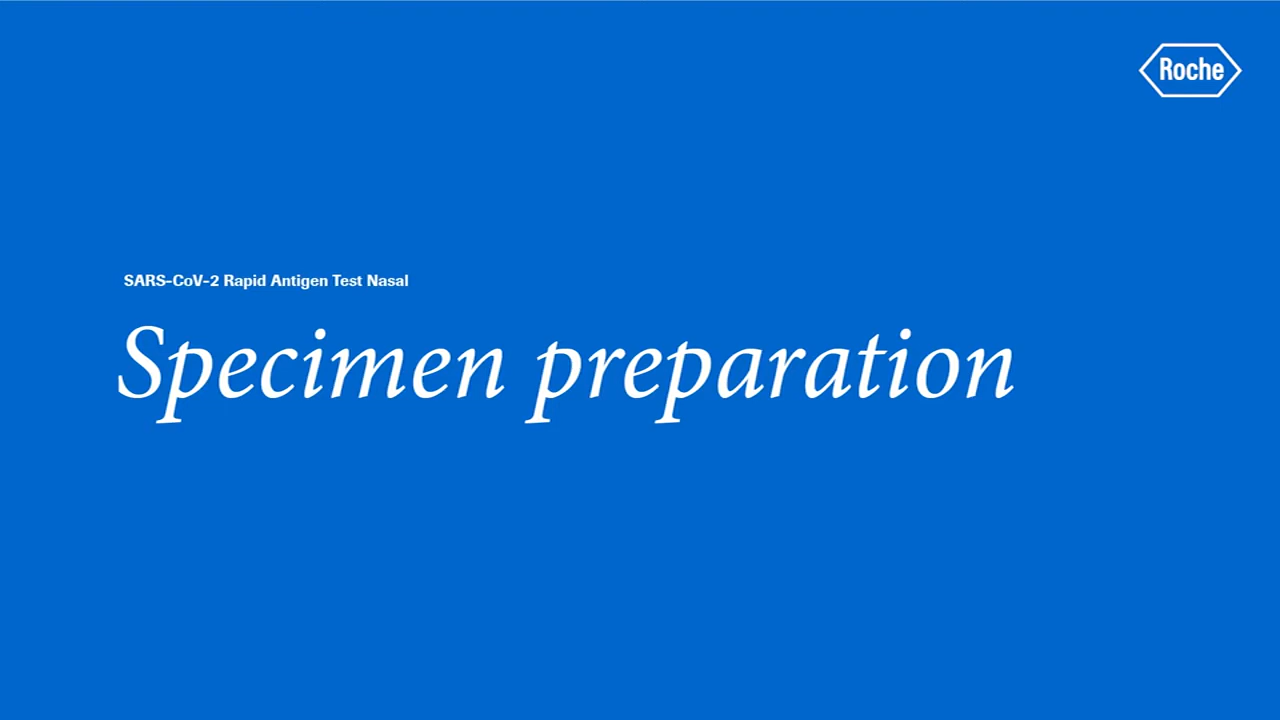 Roche
SARS-CoV-2 Rapid Antigen Test Nasal
Specimen preparation